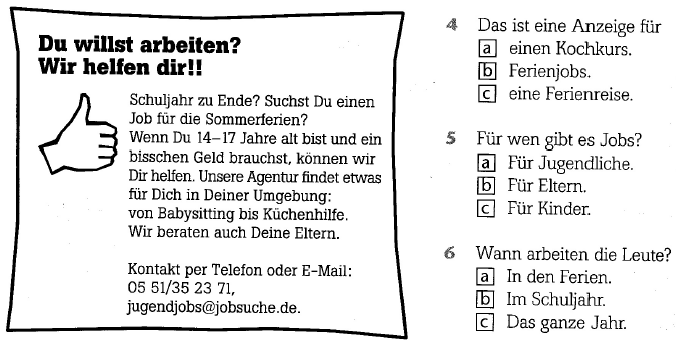 Du willst arbeiten?
Wir helfen dir!!
Schuljahr zu Ende? Suchst Du einen
Job für die Sommerferien?
Wenn Du 14–17 Jahre alt bist und ein
bisschen Geld brauchst, können wir
Dir helfen. Unsere Agentur findet etwas
für Dich in Deiner Umgebung:
von Babysitting bis Küchenhilfe.
Wir beraten auch Deine Eltern.
Kontakt per Telefon oder E-Mail:
05 51/35 23 71,
jugendjobs@jobsuche.de.
4 Das ist eine Anzeige für
a einen Kochkurs.
b Ferienjobs.
c eine Ferienreise.
5 Für wen gibt es Jobs?
a Für Jugendliche.
b Für Eltern.
c Für Kinder.
6 Wann arbeiten die Leute?
a In den Ferien.
b Im Schuljahr.
c Das ganze Jahr.